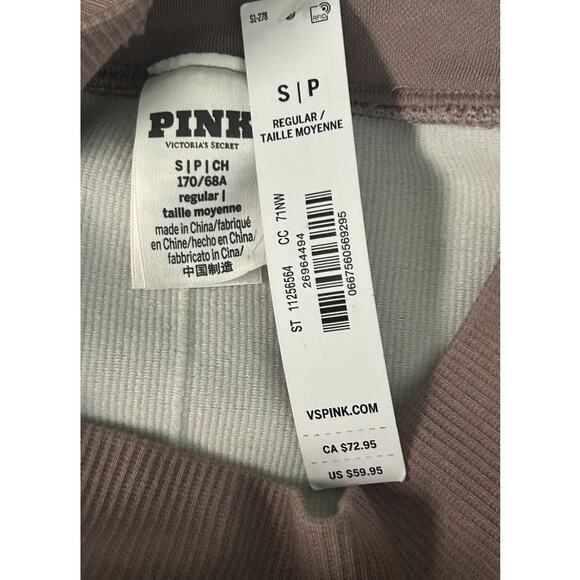 PINK
VICTORIA'S SECRET
S|P|CH
170/68A
regular |
taille moyenne
made in China/fabriqué
en Chine/hecho en China/
fabbricato in Cina/
中国制造
S1-278
RFID
S|P
REGULAR /
TAILLE MOYENNE
ST 11256564 CC 71NW
26964494
0667560569295
VSPINK.COM
CA $72.95
US $59.95